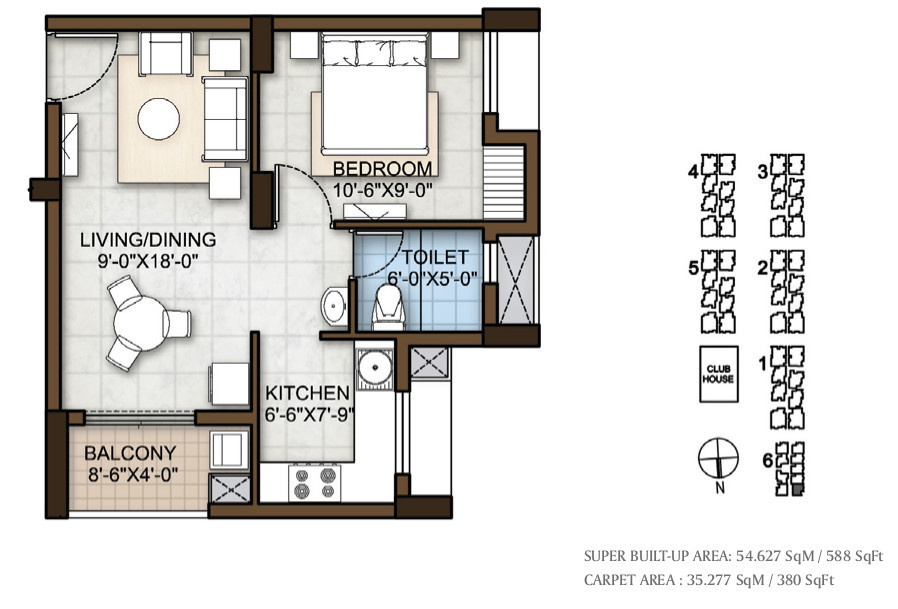 BEDROOM
10'-6"X9'-0"
LIVING/DINING
9'-0"X18'-0"
TOILET
6'-0"X5'-0"
KITCHEN
6'-6"X7'-9"
BALCONY
8'-6"X4'-0"
4
3
5
2
CLUB
HOUSE
1
6
N
SUPER BUILT-UP AREA: 54.627 SqM / 588 SqFt
CARPET AREA : 35.277 SqM / 380 SqFt